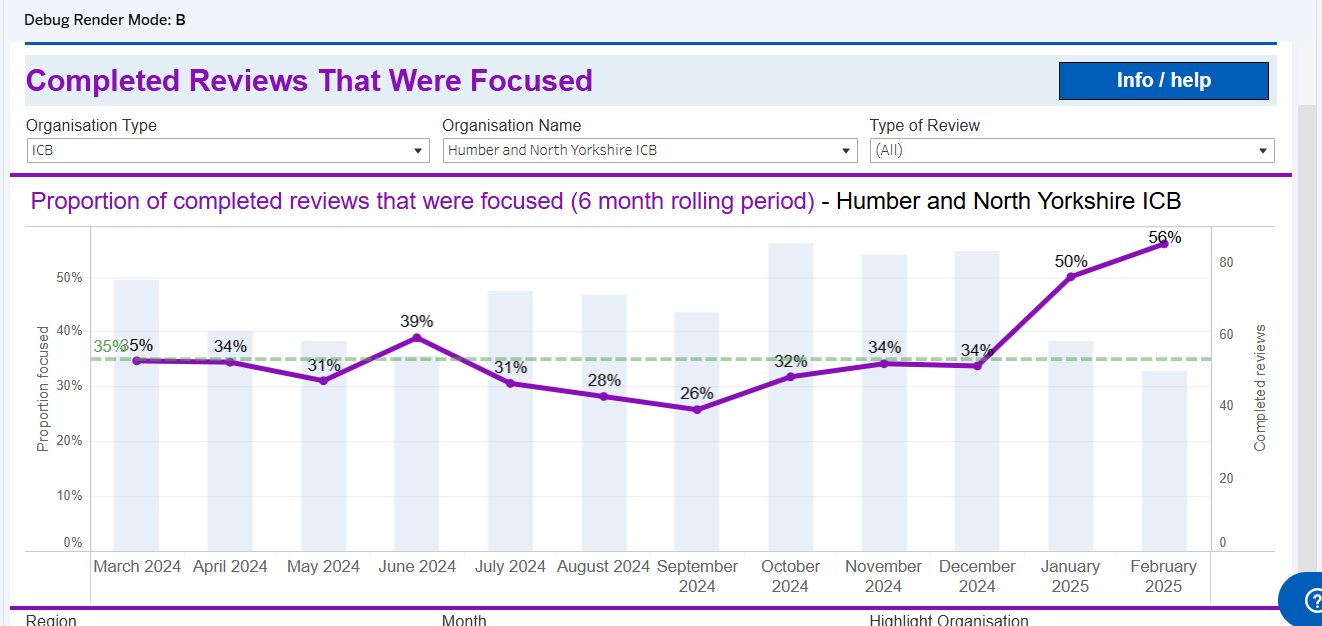 Debug Render Mode: B
Completed Reviews That Were Focused
Info / help
Organisation Type
Organisation Name
Type of Review
ICB
Humber and North Yorkshire ICB
(All)
Proportion of completed reviews that were focused (6 month rolling period) - Humber and North Yorkshire ICB
Proportion focused
50%
40%
30%
20%
10%
0%
35%
35%
34%
31%
39%
31%
28%
26%
32%
34%
34%
50%
56%
80
60
40
20
0
Completed reviews
March 2024
April 2024
May 2024
June 2024
July 2024
August 2024
September
2024
October
2024
November
2024
December
2024
January
2025
February
2025
Region
Month
Highlight Organisation
?